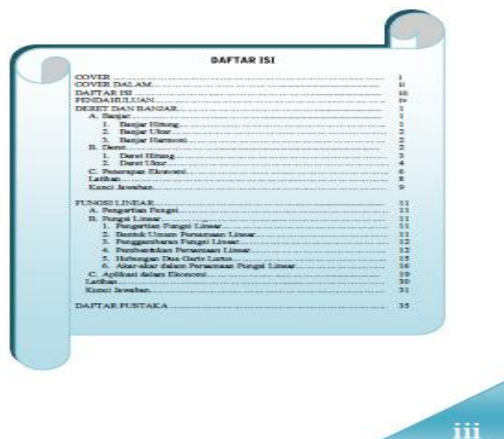 DAFTAR ISI
COVER ........ i
COVER DALAM ........ ii
DAFTAR ISI ........ iii
PENDAHULUAN ........ iv
DERET DAN BANJAR ........ 1
A. Banjar ........ 1
1. Banjar Hitung ........ 1
2. Banjar Ukur ........ 2
3. Banjar Harmoni ........ 2
B. Deret ........ 2
1. Deret Hitung ........ 3
2. Deret Ukur ........ 4
C. Penerapan Ekonomi ........ 6
Latihan ........ 8
Kunci Jawaban ........ 9
FUNGSI LINEAR ........ 11
A. Pengertian Fungsi ........ 11
B. Fungsi Linear ........ 11
1. Pengertian Fungsi Linear ........ 11
2. Bentuk Umum Persamaan Linear ........ 11
3. Penggambaran Fungsi Linear ........ 12
4. Pembentukan Persamaan Linear ........ 12
5. Hubungan Dua Garis Lurus ........ 15
6. Akar-akar dalam Persamaan Fungsi Linear ........ 16
C. Aplikasi dalam Ekonomi ........ 19
Latihan ........ 30
Kunci Jawaban ........ 31
DAFTAR PUSTAKA ........ 35
iii